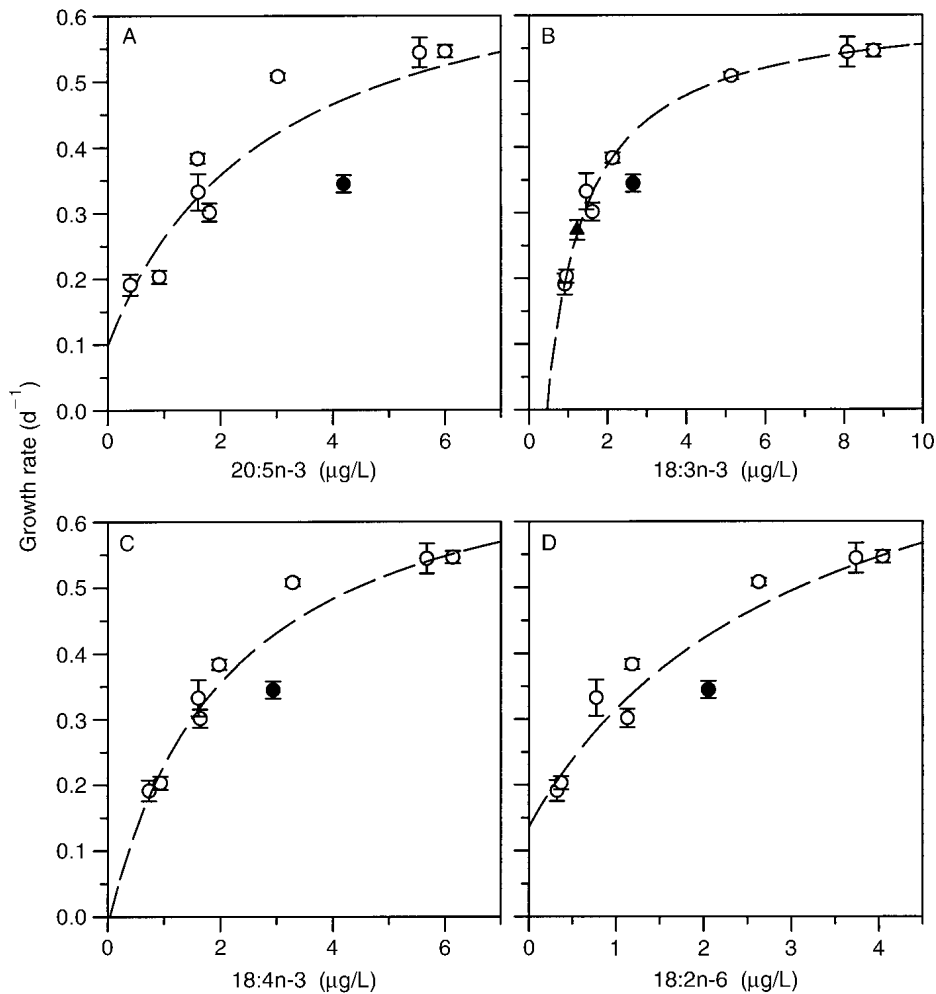 Growth rate (d⁻¹)
A
0.6
0.5
0.4
0.3
0.2
0.1
0.0
0 2 4 6
20:5n-3 (μg/L)
B
0 2 4 6 8 10
18:3n-3 (μg/L)
C
0.6
0.5
0.4
0.3
0.2
0.1
0.0
0 2 4 6
18:4n-3 (μg/L)
D
0 1 2 3 4
18:2n-6 (μg/L)